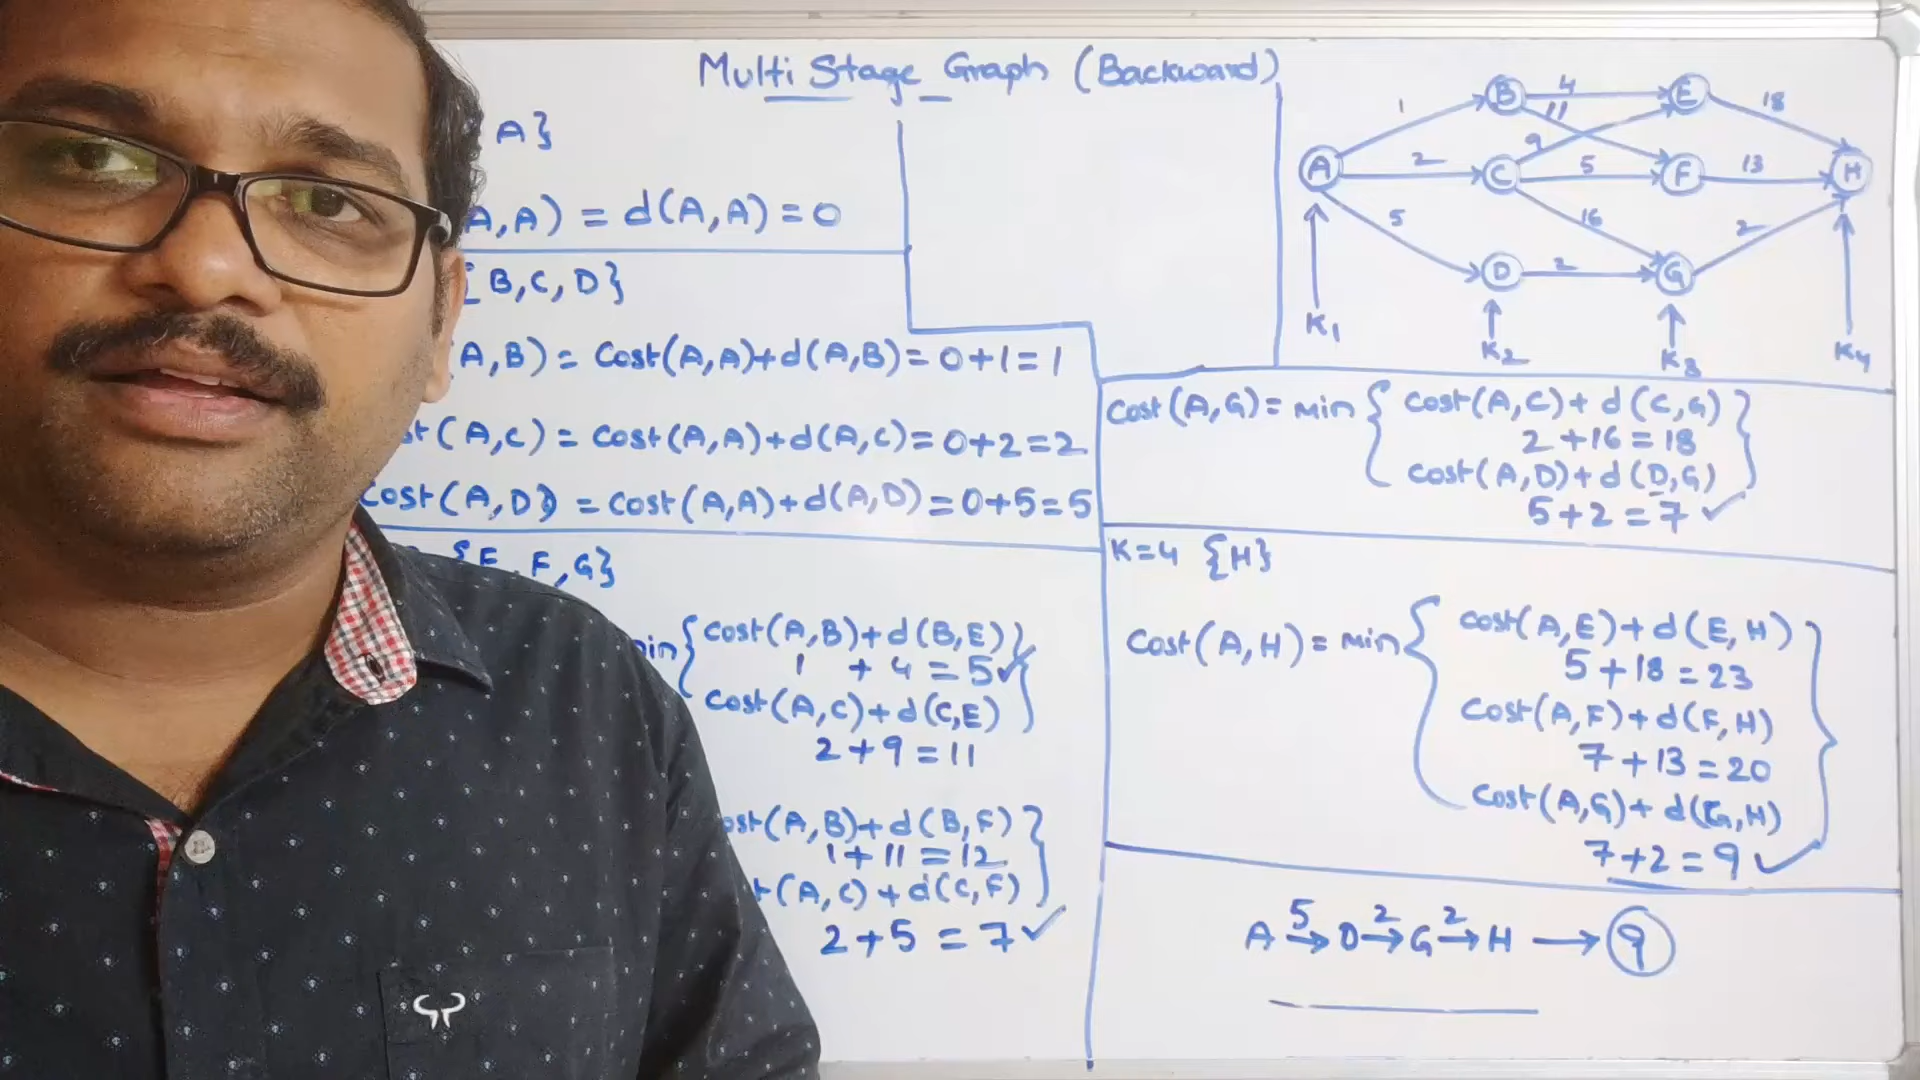 Multi Stage Graph (Backward)
A}
A,A) = d(A,A) = 0
{B,C,D}
(A,B) = Cost(A,A)+d(A,B) = 0+1=1
st(A,C) = Cost(A,A)+d(A,C) = 0+2=2
Cost(A,D) = Cost(A,A)+d(A,D) = 0+5=5
{E,F,G}
min{cost(A,B)+d(B,E)}
1 + 4 = 5✓
cost(A,C)+d(C,E)
2+9=11
ost(A,B)+d(B,F)}
1+11=12
t(A,C)+d(C,F)
2+5=7✓
1 B 4 E 18
11
A 2 C 9 5 F 13 H
5 16 2
D 2 G
K1 K2 K3 K4
Cost(A,G) = min{cost(A,C)+d(C,G)}
2+16=18
cost(A,D)+d(D,G)
5+2=7✓
K=4 {H}
Cost(A,H) = min{cost(A,E)+d(E,H)}
5+18=23
cost(A,F)+d(F,H)
7+13=20
cost(A,G)+d(G,H)
7+2=9✓
A 5→ D 2→ G 2→ H → 9